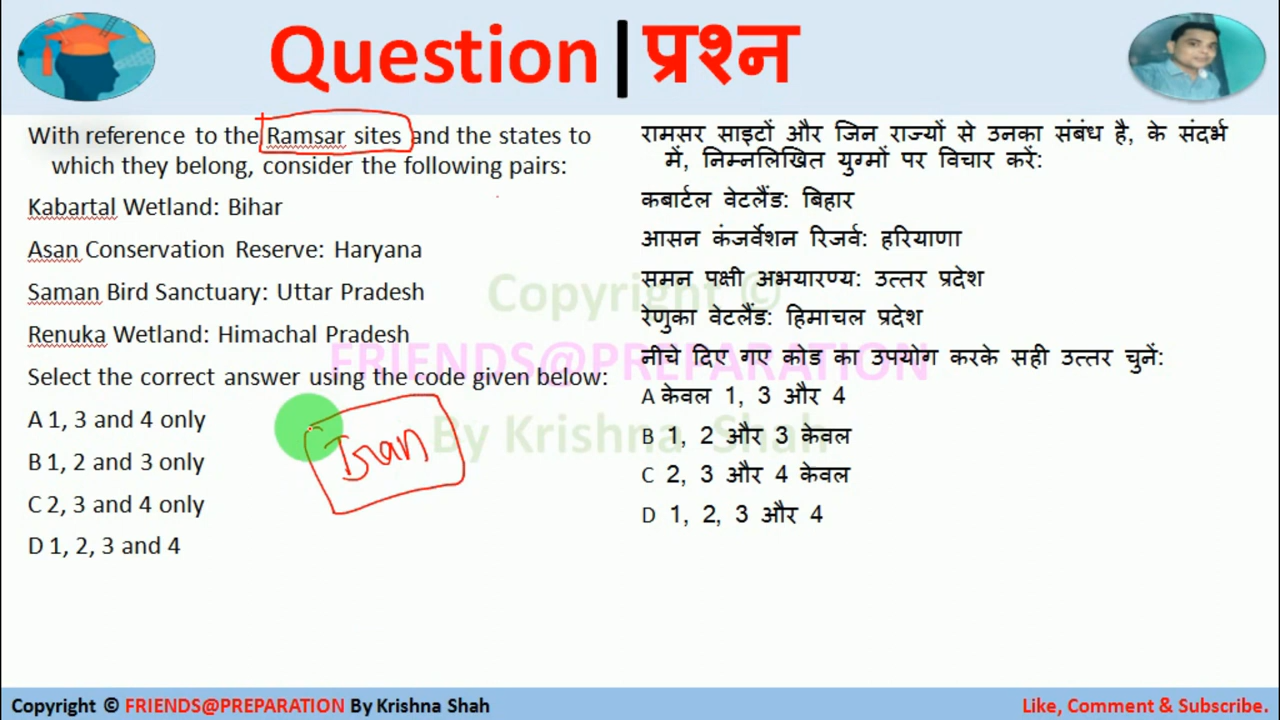 Question|प्रश्न
With reference to the Ramsar sites and the states to
which they belong, consider the following pairs:
Kabartal Wetland: Bihar
Asan Conservation Reserve: Haryana
Saman Bird Sanctuary: Uttar Pradesh
Renuka Wetland: Himachal Pradesh
Select the correct answer using the code given below:
A 1, 3 and 4 only
B 1, 2 and 3 only
C 2, 3 and 4 only
D 1, 2, 3 and 4
Iran
रामसर साइटों और जिन राज्यों से उनका संबंध है, के संदर्भ
में, निम्नलिखित युग्मों पर विचार करें:
कबार्टल वेटलैंड: बिहार
आसन कंजर्वेशन रिजर्व: हरियाणा
समन पक्षी अभयारण्य: उत्तर प्रदेश
रेणुका वेटलैंड: हिमाचल प्रदेश
नीचे दिए गए कोड का उपयोग करके सही उत्तर चुनें:
A केवल 1, 3 और 4
B 1, 2 और 3 केवल
C 2, 3 और 4 केवल
D 1, 2, 3 और 4
Copyright ©
FRIENDS@PREPARATION
By Krishna Shah
Copyright © FRIENDS@PREPARATION By Krishna Shah
Like, Comment & Subscribe.